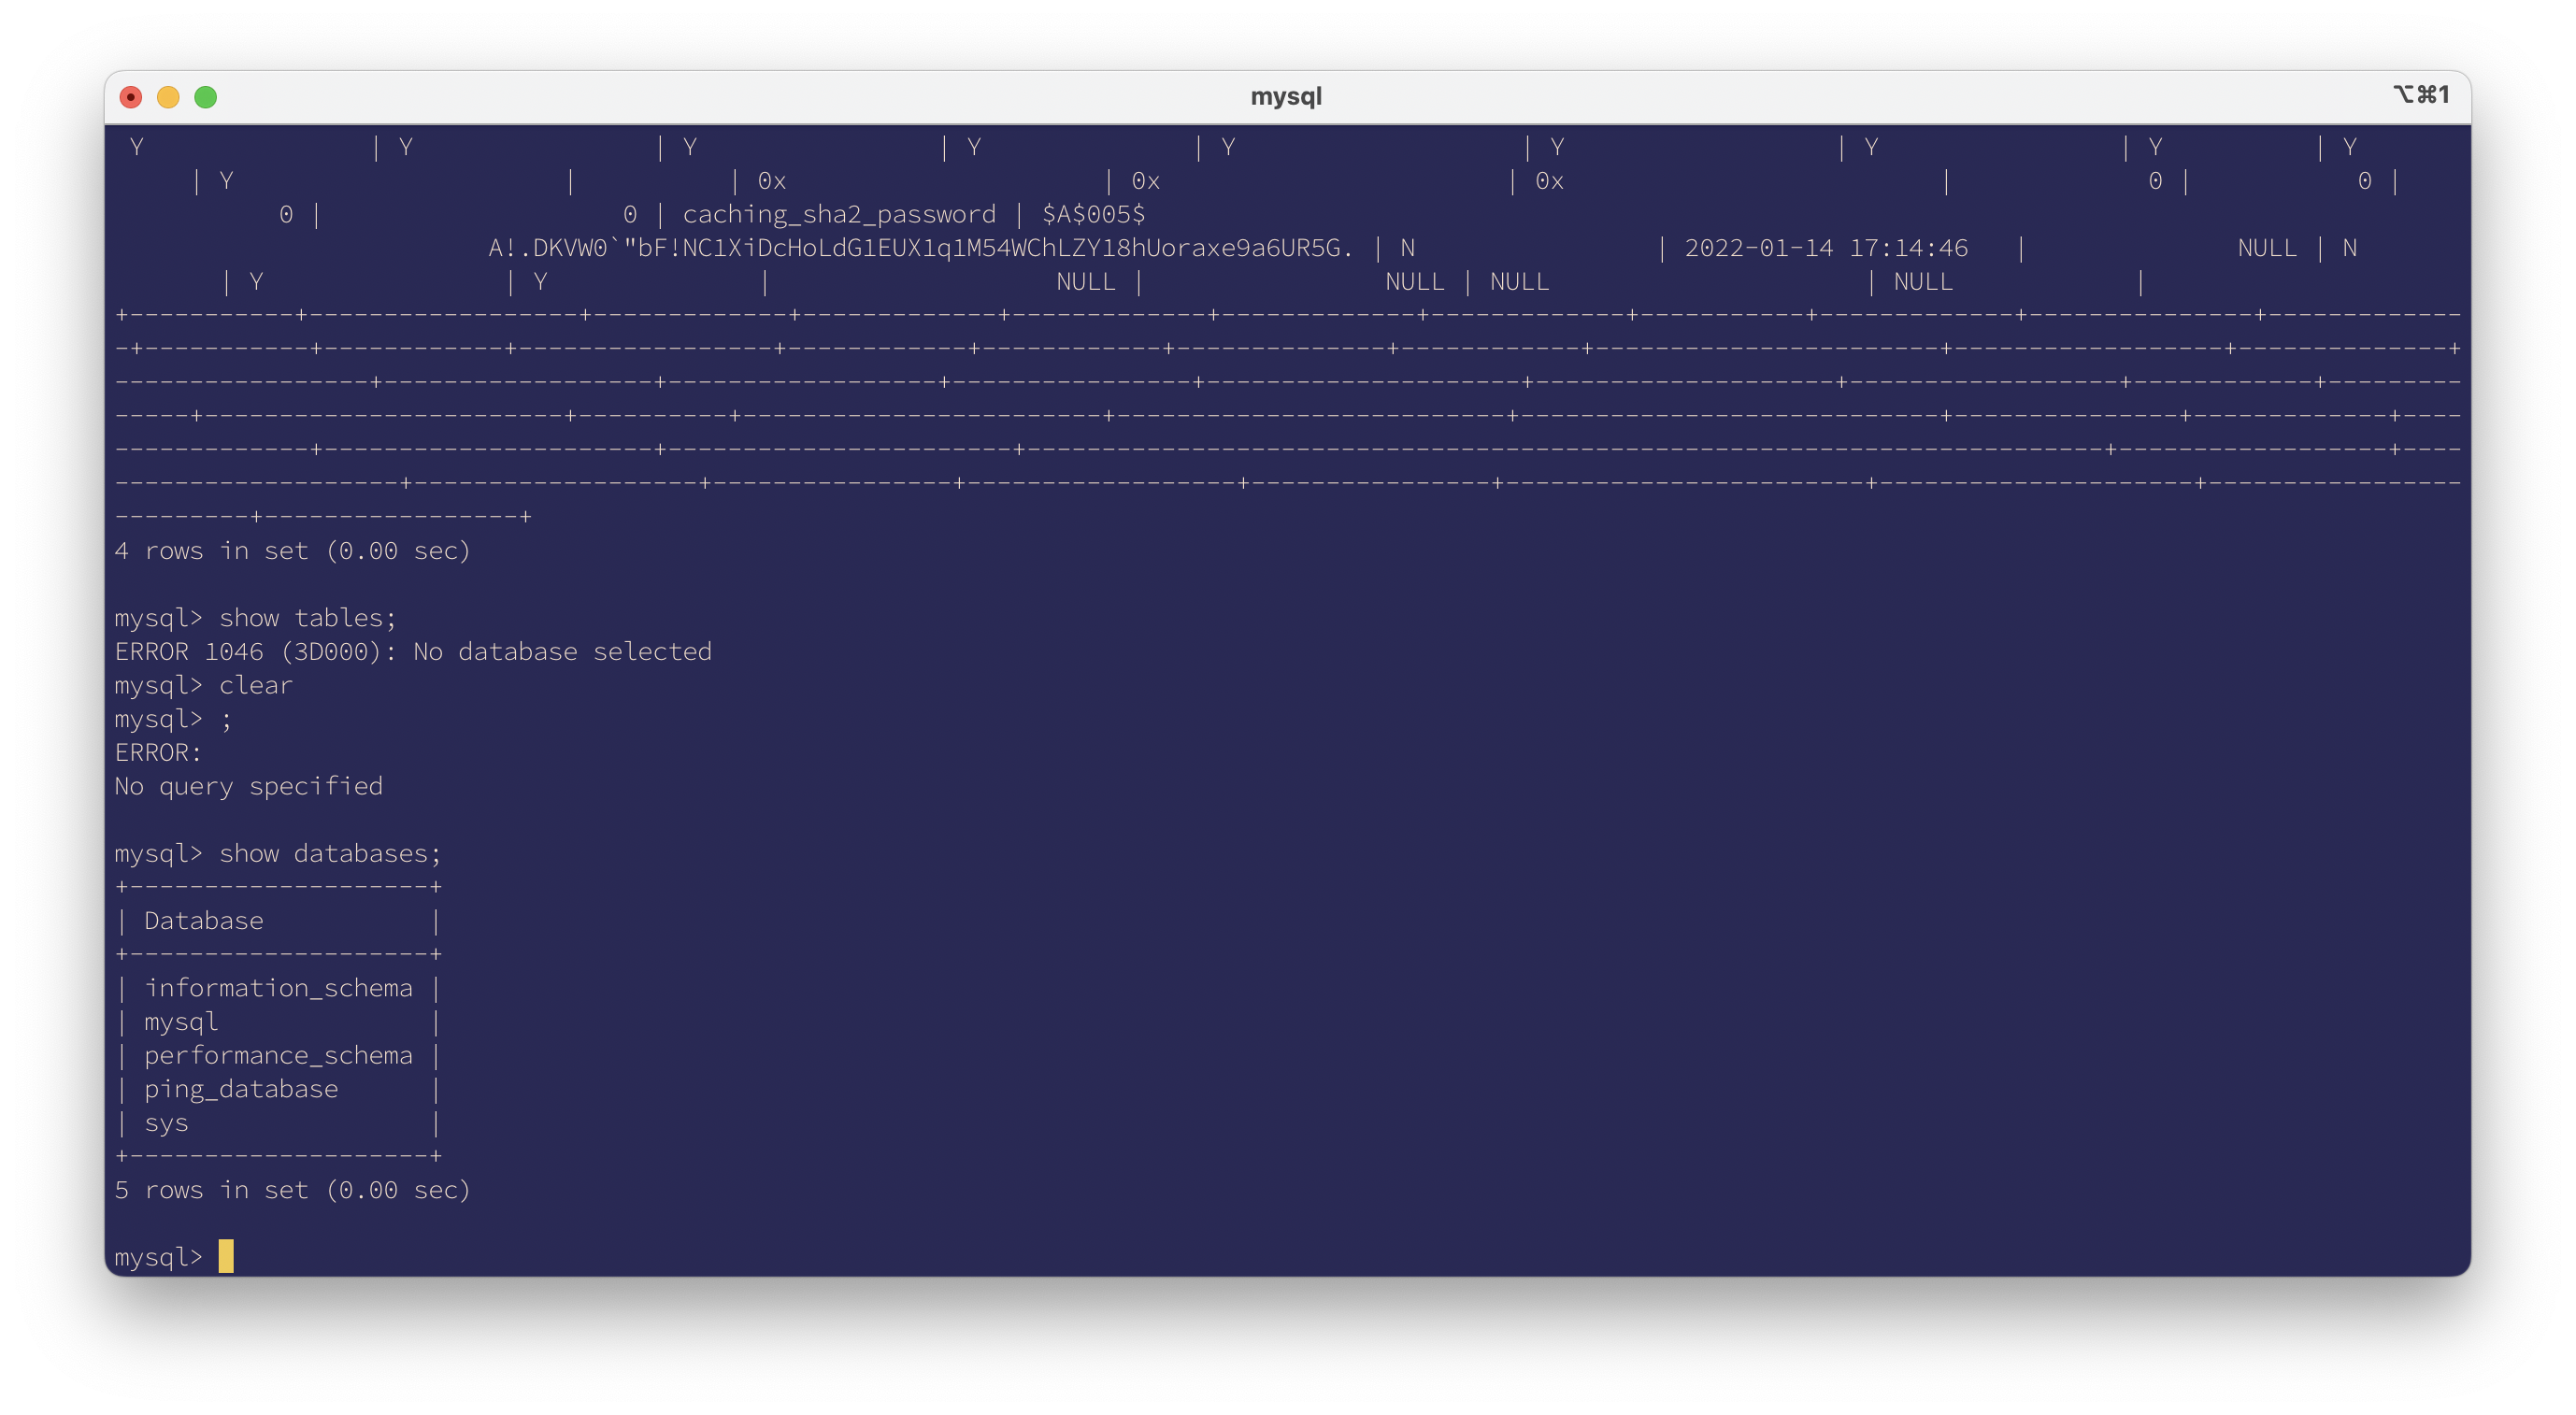 mysql
⌥⌘1
Y | Y | Y | Y | Y | Y | Y | Y | Y
| Y | | 0x | 0x | 0x | 0 | 0 |
0 | 0 | caching_sha2_password | $A$005$
A!.DKVW0`"bF!NC1XiDcHoLdG1EUX1q1M54WChLZY18hUoraxe9a6UR5G. | N | 2022-01-14 17:14:46 | NULL | N
| Y | Y | NULL | NULL | NULL | NULL |
+-----------+------------------+-------------+-------------+-------------+-------------+-------------+-----------+-------------+---------------+-------------
-+-----------+------------+-----------------+------------+------------+--------------+------------+-----------------------+------------------+--------------+
-----------------+------------------+------------------+----------------+---------------------+--------------------+------------------+------------+---------
-----+------------------------+----------+------------------------+--------------------------+----------------------------+---------------+-------------+----
-------------+----------------------+-----------------------+------------------------------------------------------------------------+------------------+----
-------------------+-------------------+----------------+------------------+----------------+------------------------+---------------------+-----------------
---------+-----------------+
4 rows in set (0.00 sec)
mysql> show tables;
ERROR 1046 (3D000): No database selected
mysql> clear
mysql> ;
ERROR:
No query specified
mysql> show databases;
+--------------------+
| Database           |
+--------------------+
| information_schema |
| mysql              |
| performance_schema |
| ping_database      |
| sys                |
+--------------------+
5 rows in set (0.00 sec)
mysql>